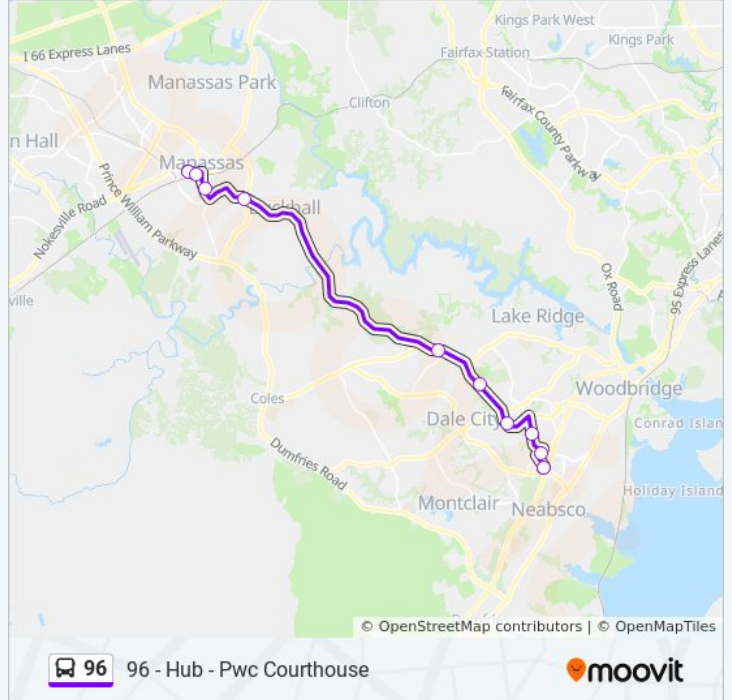 Kings Park West
I 66 Express Lanes
Kings Park
Fairfax Station
Manassas Park
Clifton
Fairfax County Parkway
n Hall
Manassas
Prince William Parkway
Nokesville Road
Buckhall
Ox Road
95 Express Lanes
ville
Lake Ridge
Woodbridge
Coles
Dale City
Conrad Islan
Dumfries Road
Holiday Island
Montclair
Neabsco
© OpenStreetMap contributors | © OpenMapTiles
96
96 - Hub - Pwc Courthouse
moovit